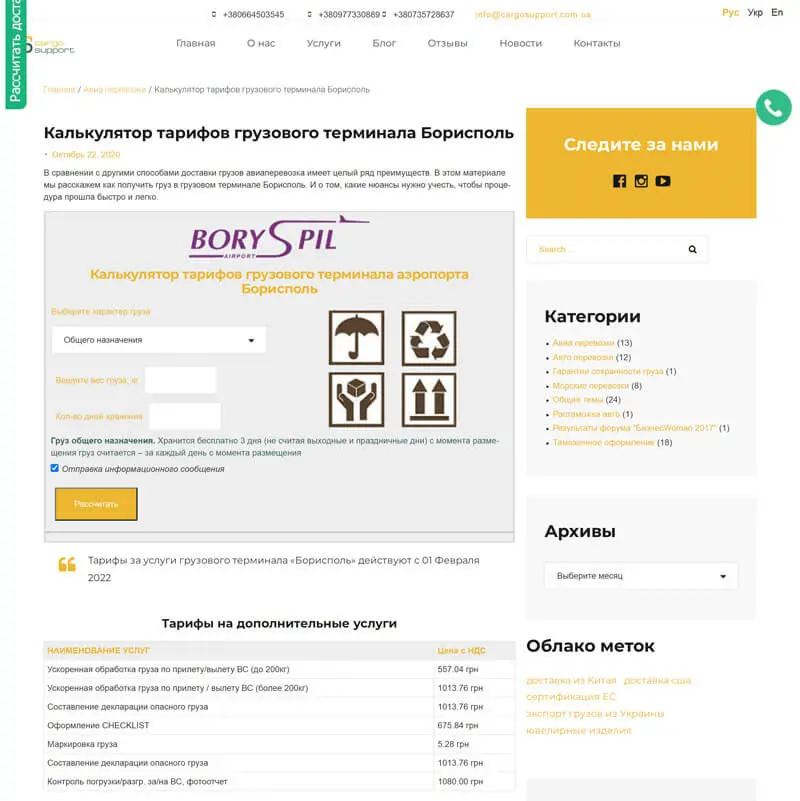 +380664503545
+380977330889
+380735728637
info@cargosupport.com.ua
Рус Укр En
Рассчитать доста
cargo
support
Главная О нас Услуги Блог Отзывы Новости Контакты
Главная / Авиа перевозки / Калькулятор тарифов грузового терминала Борисполь
Калькулятор тарифов грузового терминала Борисполь
Октябрь 22, 2020
В сравнении с другими способами доставки грузов авиаперевозка имеет целый ряд преимуществ. В этом материале
мы расскажем как получить груз в грузовом терминале Борисполь. И о том, какие нюансы нужно учесть, чтобы проце-
дура прошла быстро и легко.
BORYSPIL
AIRPORT
Калькулятор тарифов грузового терминала аэропорта
Борисполь
Выберите характер груза
Общего назначения
Введите вес груза, кг
Кол-во дней хранения
Груз общего назначения. Хранится бесплатно 3 дня (не считая выходные и праздничные дни) с момента разме-
щения груз считается – за каждый день с момента размещения
Отправка информационного сообщения
Рассчитать
Тарифы за услуги грузового терминала «Борисполь» действуют с 01 Февраля
2022
Тарифы на дополнительные услуги
НАИМЕНОВАНИЕ УСЛУГ Цена с НДС
Ускоренная обработка груза по прилету/вылету ВС (до 200кг) 557.04 грн
Ускоренная обработка груза по прилету / вылету ВС (более 200кг) 1013.76 грн
Составление декларации опасного груза 1013.76 грн
Оформление CHECKLIST 675.84 грн
Маркировка груза 5.28 грн
Составление декларации опасного груза 1013.76 грн
Контроль погрузки/разгр. за/на ВС, фотоотчет 1080.00 грн
Следите за нами
Search ...
Категории
Авиа перевозки (13)
Авто перевозки (12)
Гарантии сохранности груза (1)
Морские перевозки (8)
Общие темы (24)
Растаможка авто (1)
Результаты форума "БизнесWoman 2017" (1)
Таможенное оформление (18)
Архивы
Выберите месяц
Облако меток
доставка из Китая доставка сша
сертификация ЕС
экспорт грузов из Украины
ювелирные изделия